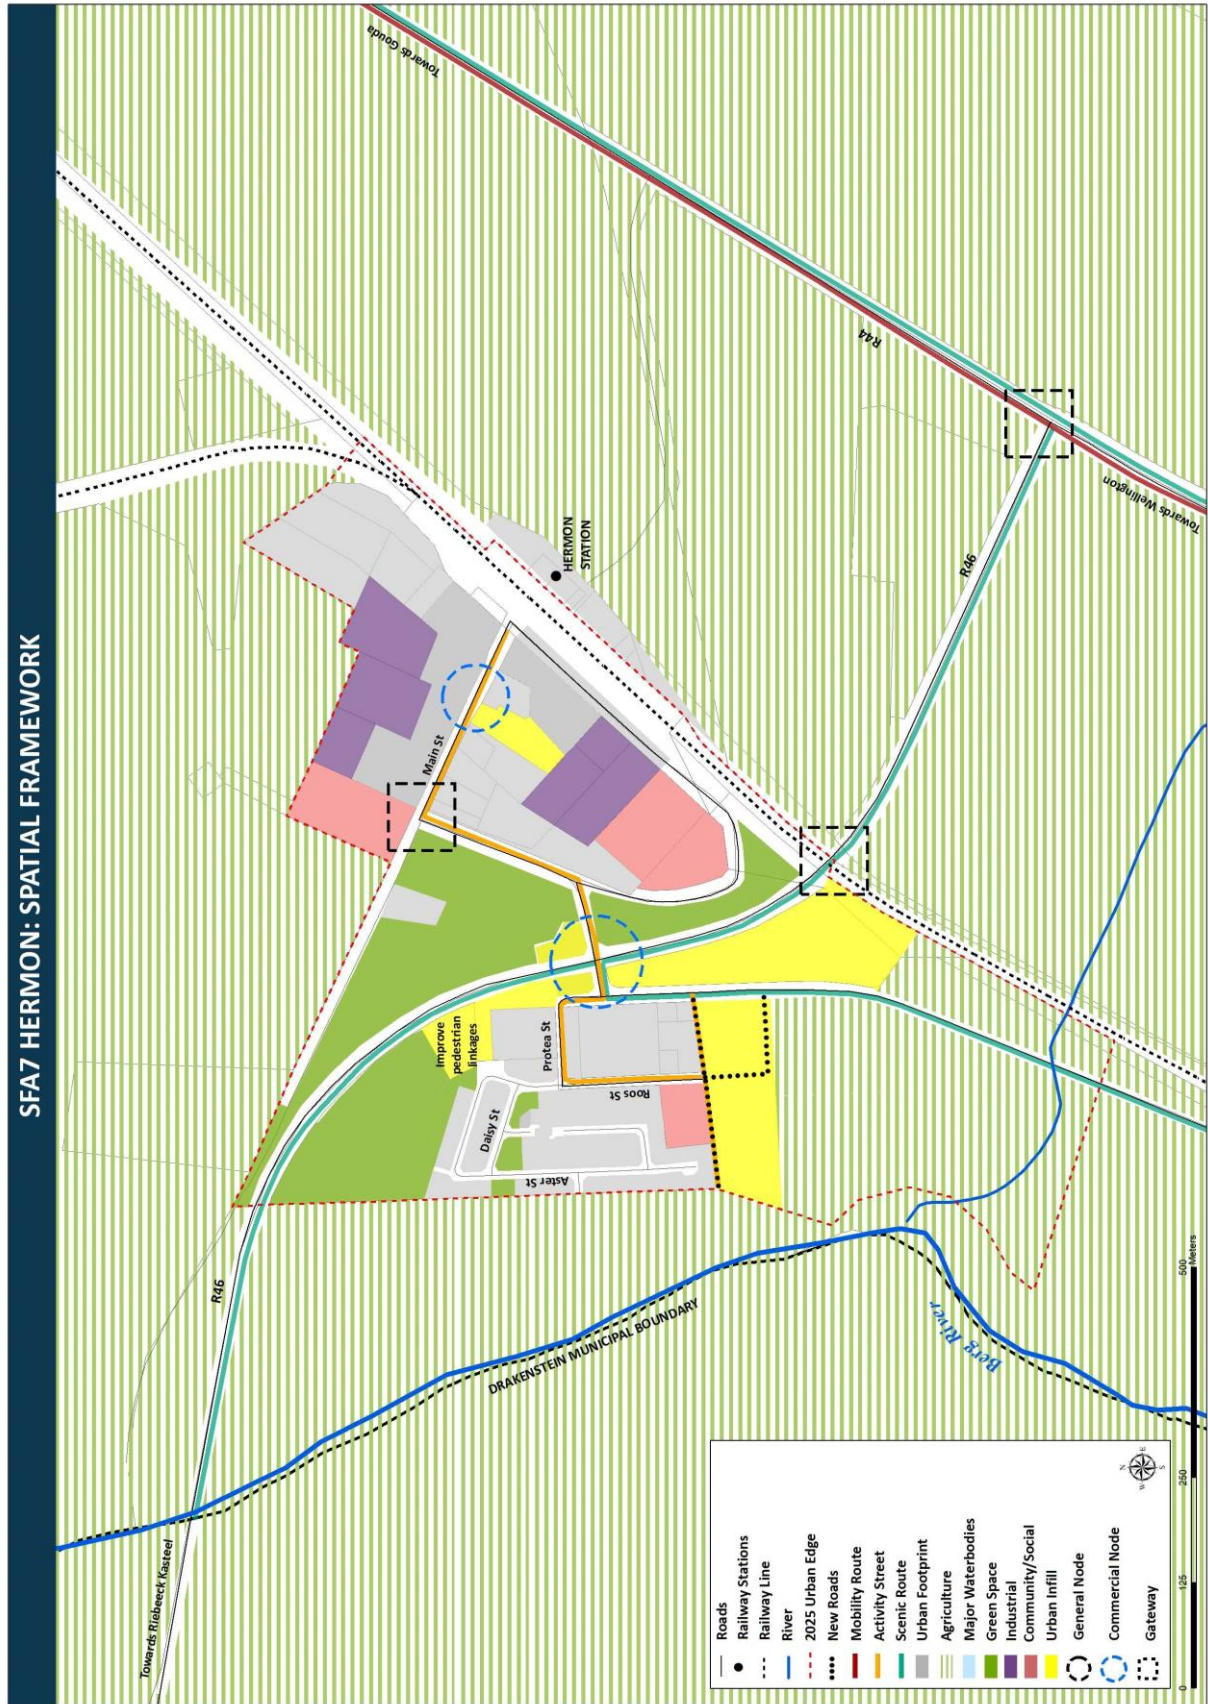 SFA7 HERMON: SPATIAL FRAMEWORK
Towards Riebeeck Kasteel
R46
DRAKENSTEIN MUNICIPAL BOUNDARY
Berg River
Aster St
Daisy St
Roos St
Protea St
Improve
pedestrian
linkages
Main St
HERMON
STATION
R46
R44
Towards Gouda
Towards Wellington
Roads
Railway Stations
Railway Line
River
2025 Urban Edge
New Roads
Mobility Route
Activity Street
Scenic Route
Urban Footprint
Agriculture
Major Waterbodies
Green Space
Industrial
Community/Social
Urban Infill
General Node
Commercial Node
Gateway
N
W
E
S
0
125
250
500
Meters